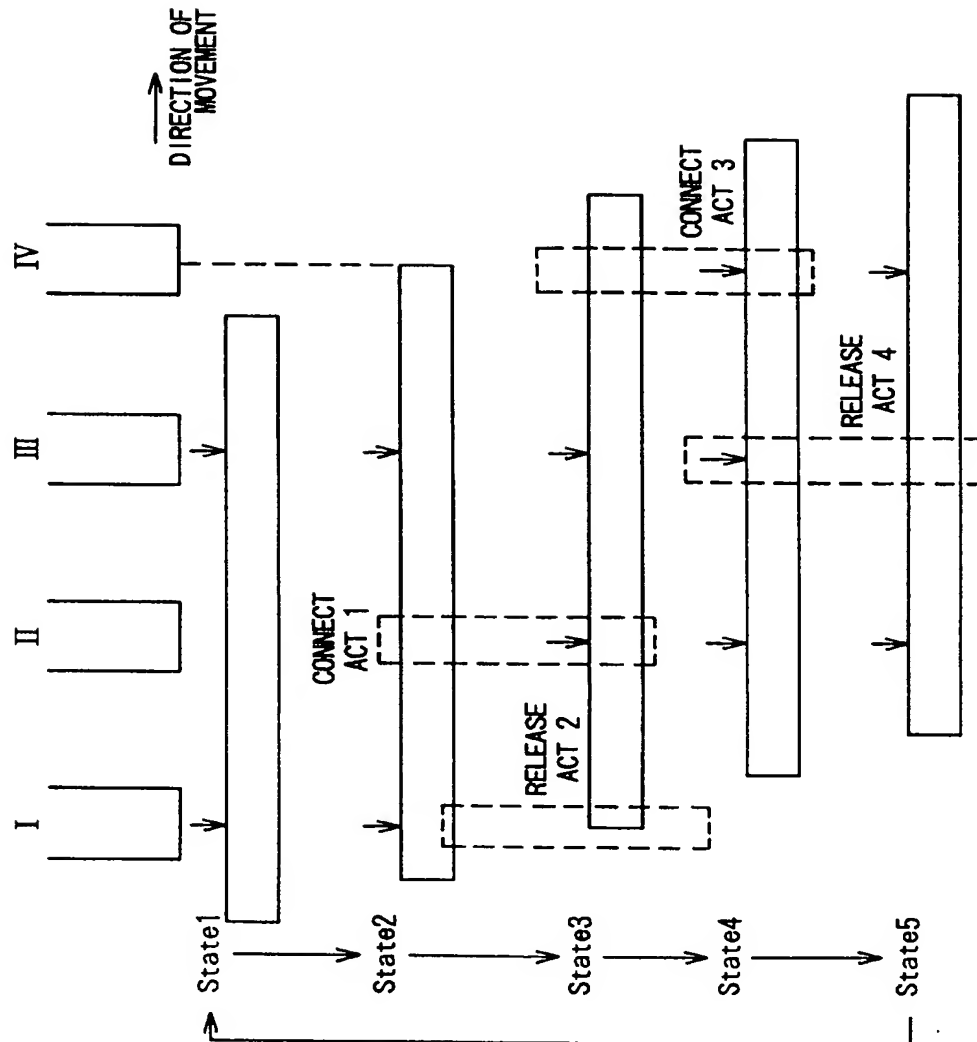 I
II
III
IV
DIRECTION OF
MOVEMENT
State1
State2
CONNECT
ACT 1
State3
RELEASE
ACT 2
State4
CONNECT
ACT 3
State5
RELEASE
ACT 4